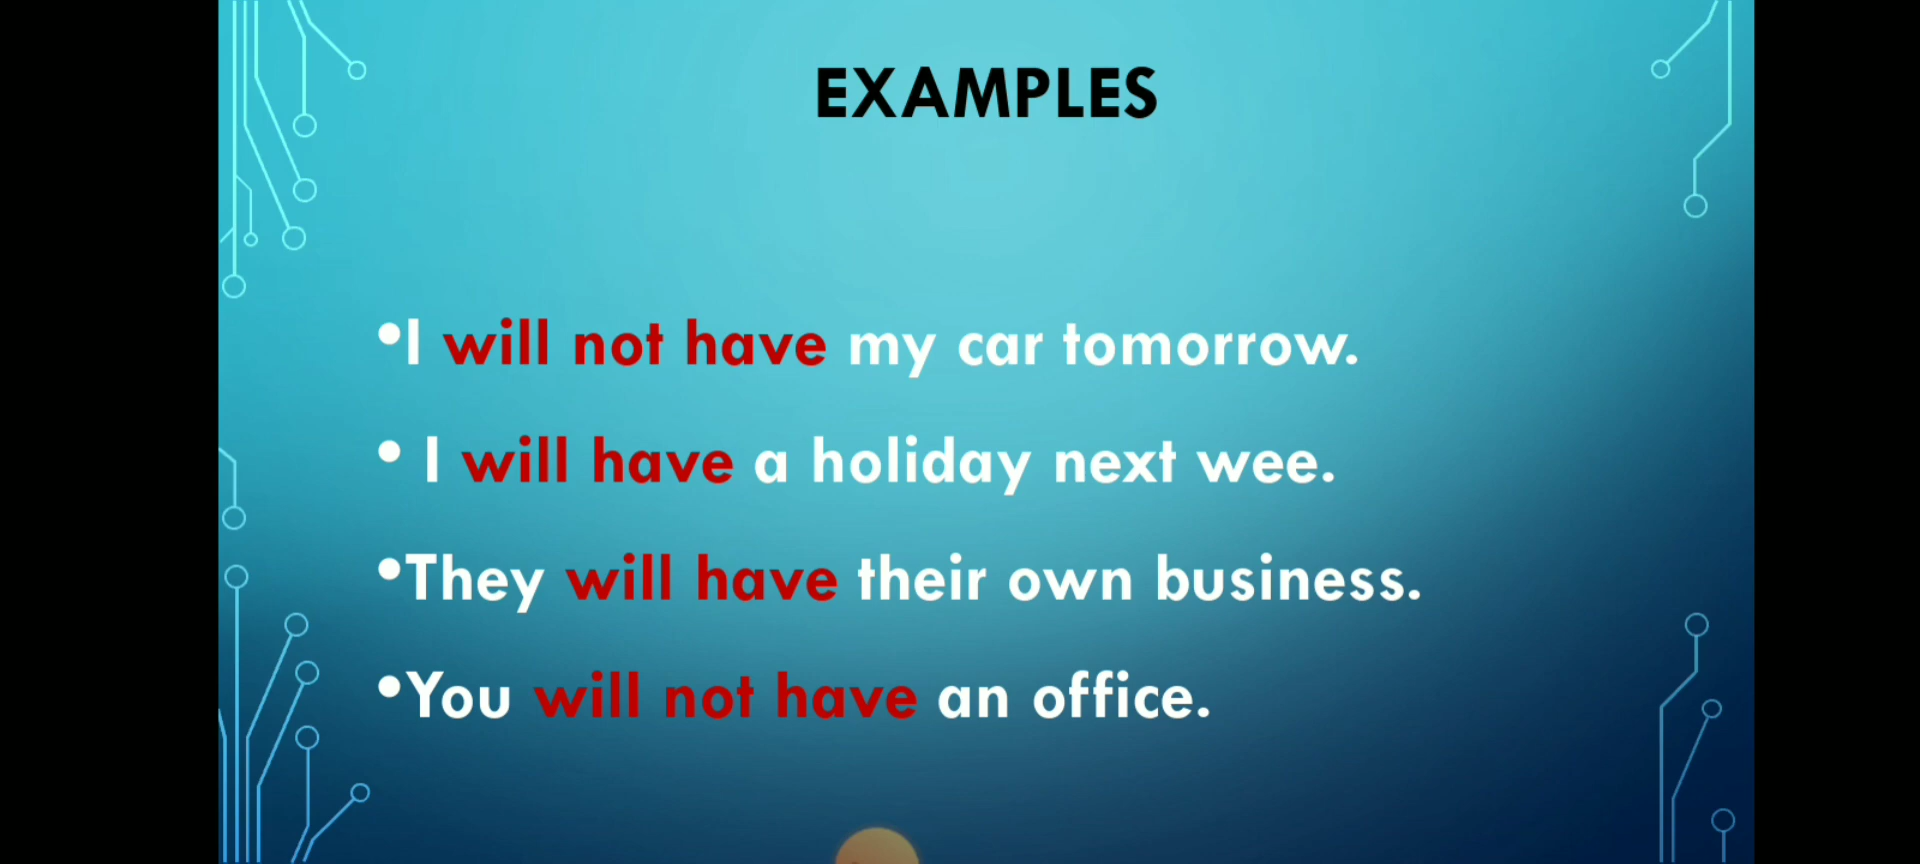 EXAMPLES
•I will not have my car tomorrow.
• I will have a holiday next wee.
•They will have their own business.
•You will not have an office.